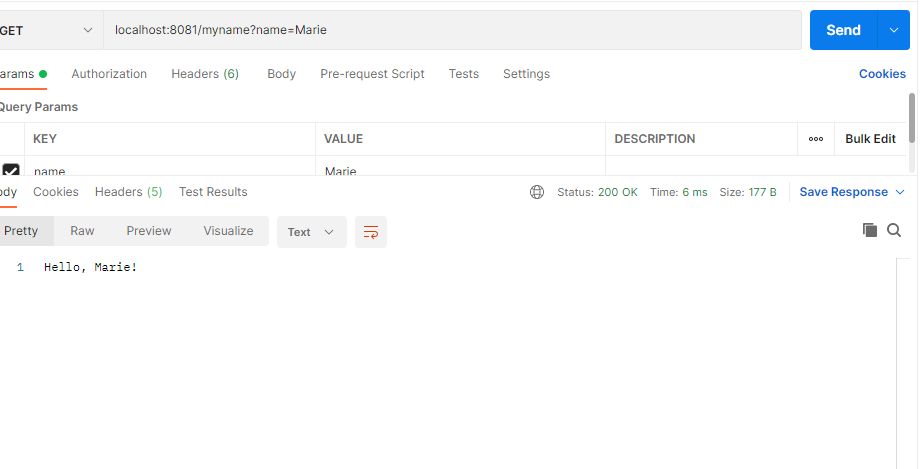 GET localhost:8081/myname?name=Marie Send
arams Authorization Headers (6) Body Pre-request Script Tests Settings Cookies
Query Params
KEY VALUE DESCRIPTION ooo Bulk Edit
name Marie
ody Cookies Headers (5) Test Results Status: 200 OK Time: 6 ms Size: 177 B Save Response
Pretty Raw Preview Visualize Text
1 Hello, Marie!